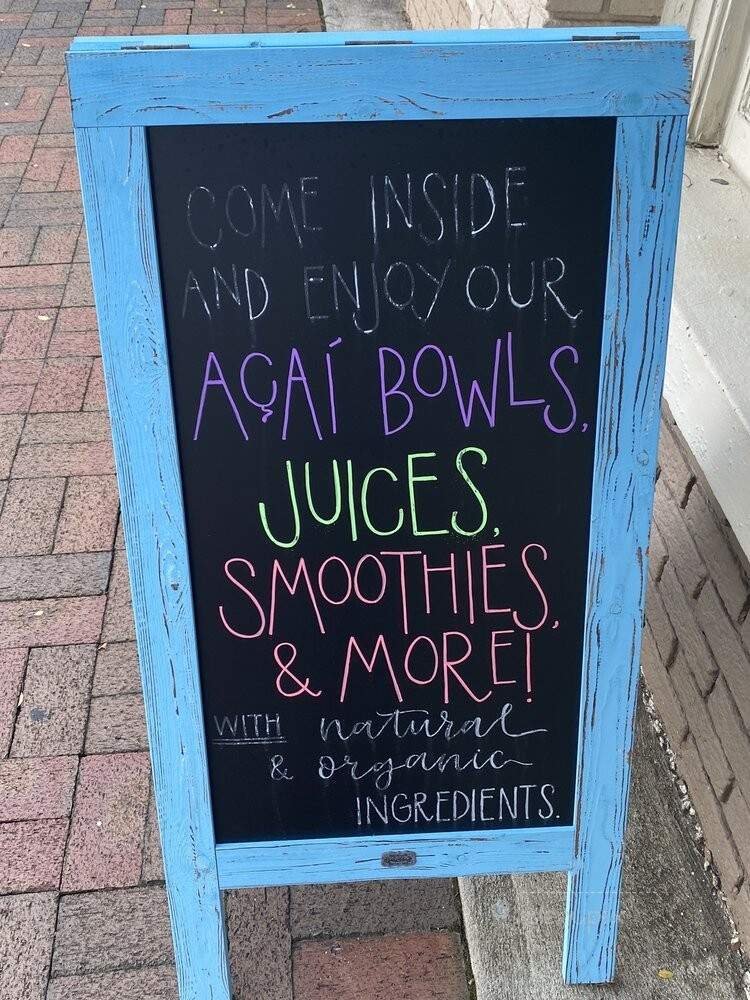 COME INSIDE
AND ENJOY OUR
AÇAÍ BOWLS,
JUICES,
SMOOTHIES,
& MORE!
WITH natural
& organic
INGREDIENTS.